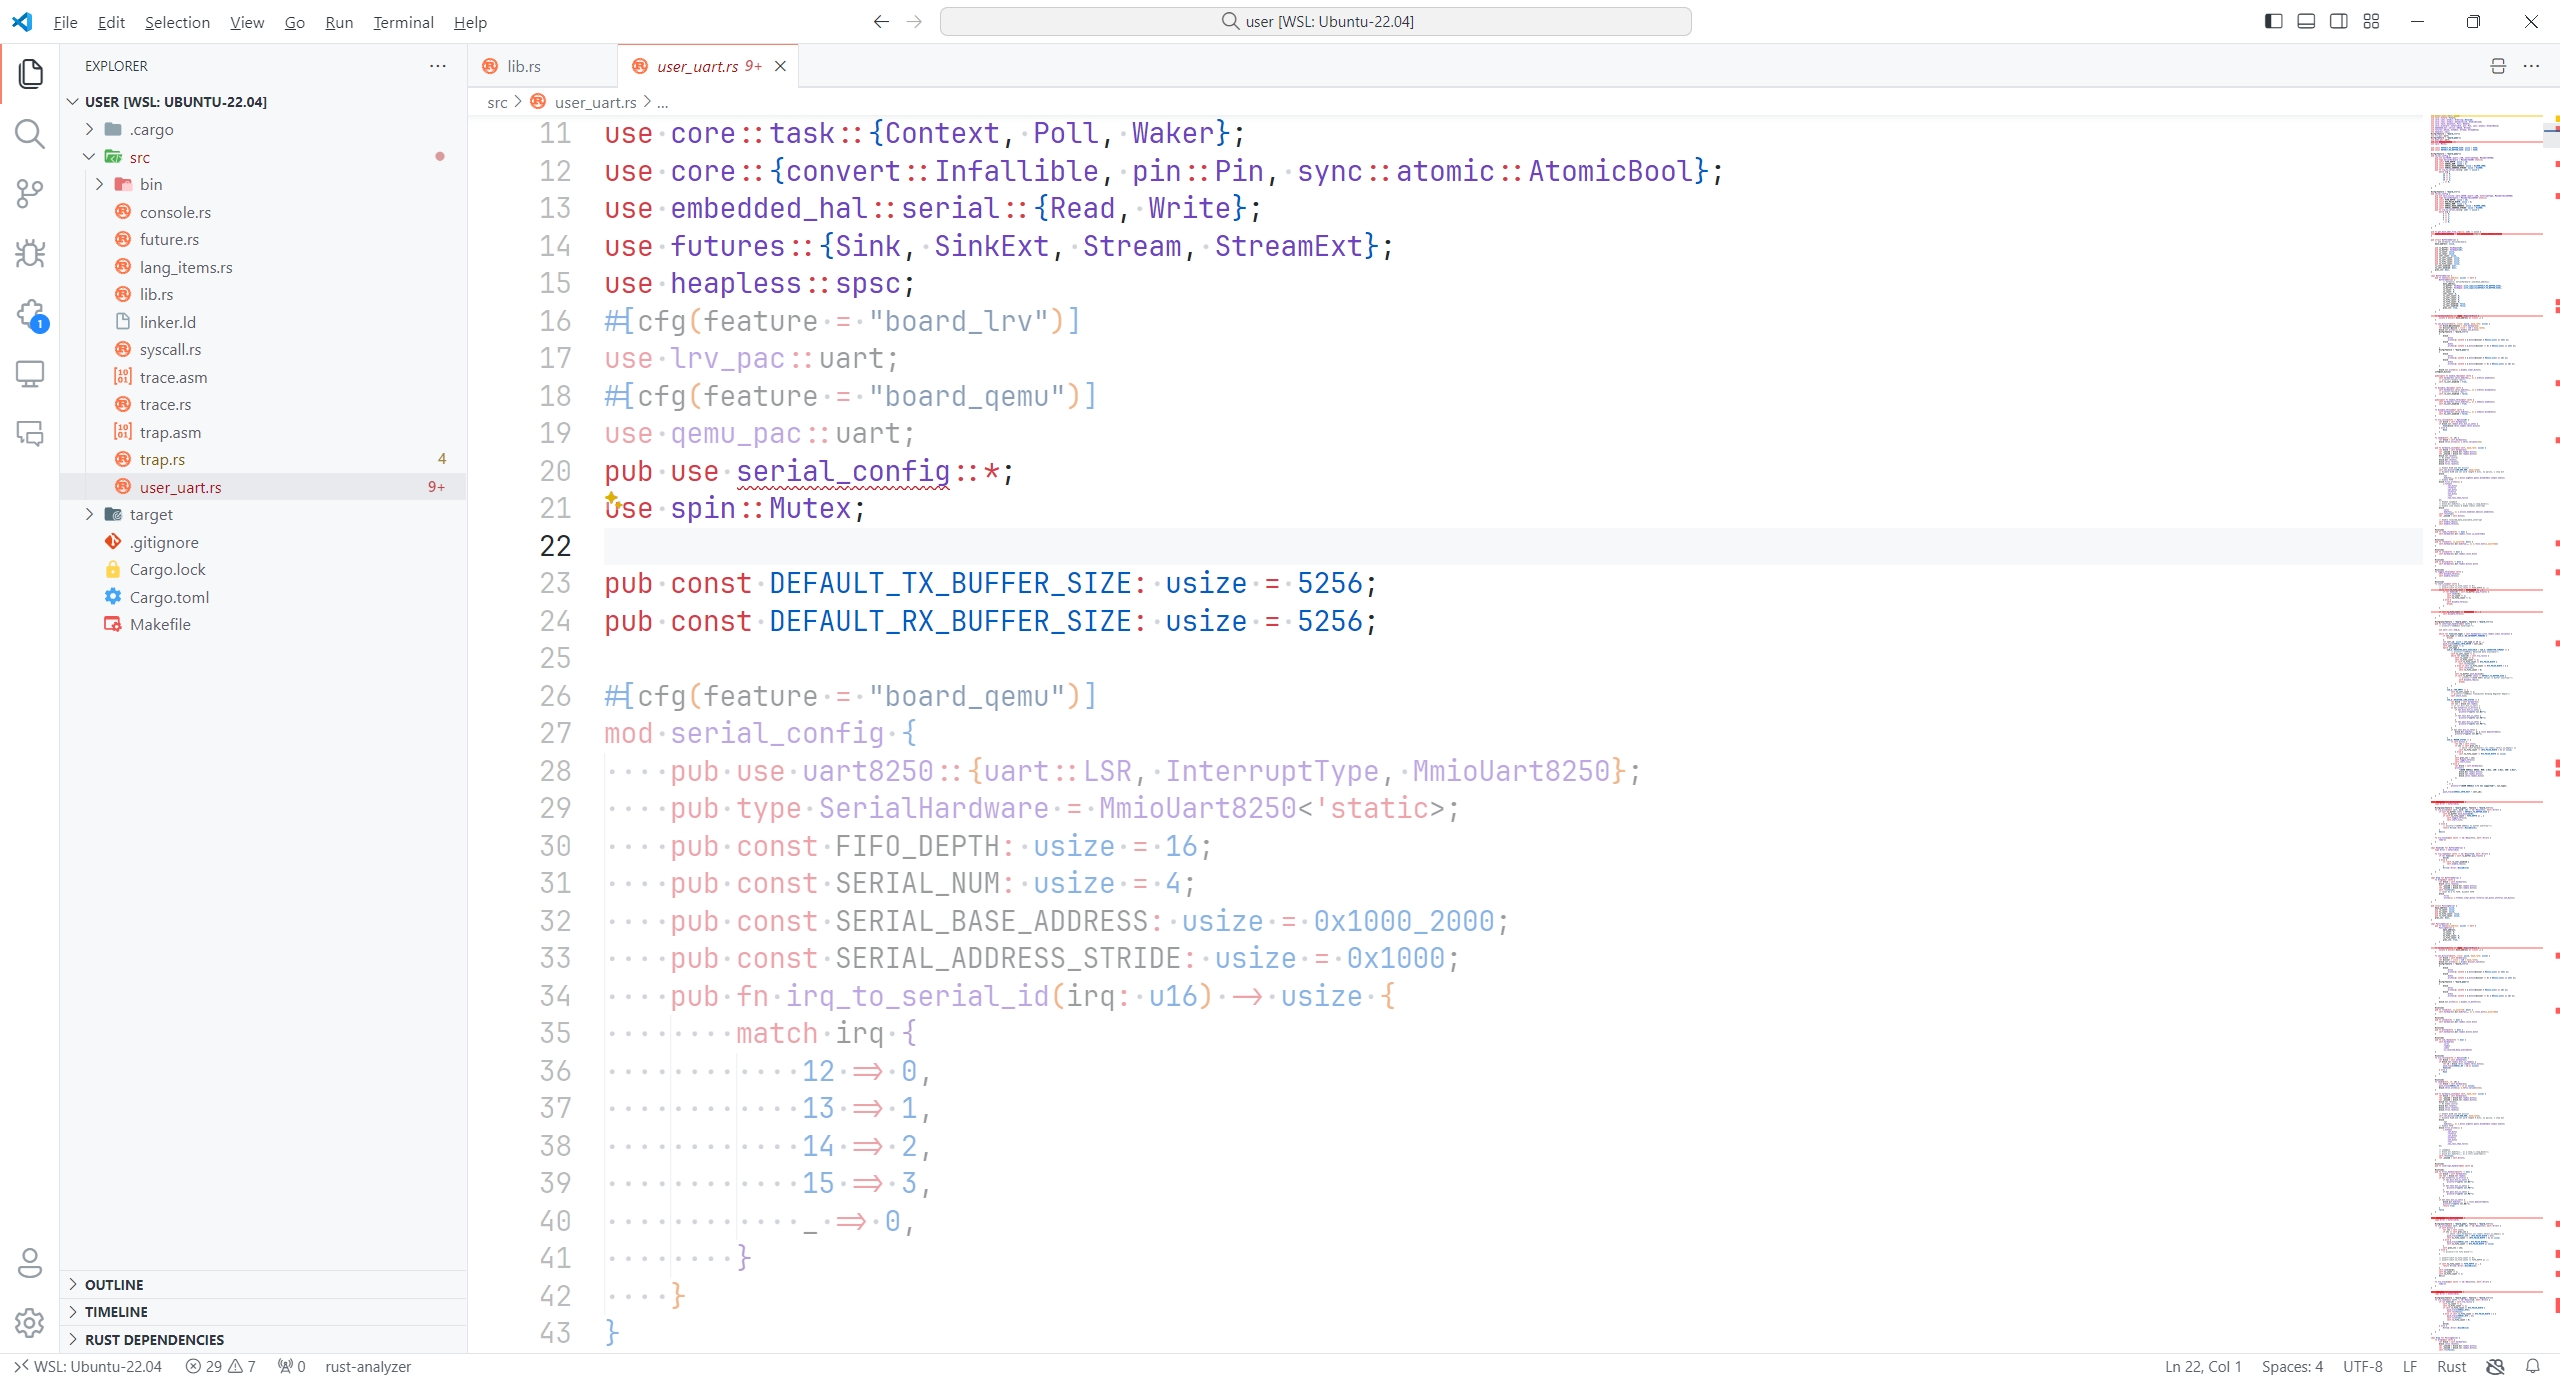 File Edit Selection View Go Run Terminal Help
user [WSL: Ubuntu-22.04]
EXPLORER
USER [WSL: UBUNTU-22.04]
.cargo
src
bin
console.rs
future.rs
lang_items.rs
lib.rs
linker.ld
syscall.rs
trace.asm
trace.rs
trap.asm
trap.rs 4
user_uart.rs 9+
target
.gitignore
Cargo.lock
Cargo.toml
Makefile
OUTLINE
TIMELINE
RUST DEPENDENCIES
1
lib.rs
user_uart.rs 9+
src > user_uart.rs > ...
11 use core::task::{Context, Poll, Waker};
12 use core::{convert::Infallible, pin::Pin, sync::atomic::AtomicBool};
13 use embedded_hal::serial::{Read, Write};
14 use futures::{Sink, SinkExt, Stream, StreamExt};
15 use heapless::spsc;
16 #[cfg(feature = "board_lrv")]
17 use lrv_pac::uart;
18 #[cfg(feature = "board_qemu")]
19 use qemu_pac::uart;
20 pub use serial_config::*;
21 use spin::Mutex;
22
23 pub const DEFAULT_TX_BUFFER_SIZE: usize = 5256;
24 pub const DEFAULT_RX_BUFFER_SIZE: usize = 5256;
25
26 #[cfg(feature = "board_qemu")]
27 mod serial_config {
28     pub use uart8250::{uart::LSR, InterruptType, MmioUart8250};
29     pub type SerialHardware = MmioUart8250<'static>;
30     pub const FIFO_DEPTH: usize = 16;
31     pub const SERIAL_NUM: usize = 4;
32     pub const SERIAL_BASE_ADDRESS: usize = 0x1000_2000;
33     pub const SERIAL_ADDRESS_STRIDE: usize = 0x1000;
34     pub fn irq_to_serial_id(irq: u16) -> usize {
35         match irq {
36             12 => 0,
37             13 => 1,
38             14 => 2,
39             15 => 3,
40             _ => 0,
41         }
42     }
43 }
WSL: Ubuntu-22.04 29 7 0 rust-analyzer
Ln 22, Col 1 Spaces: 4 UTF-8 LF Rust